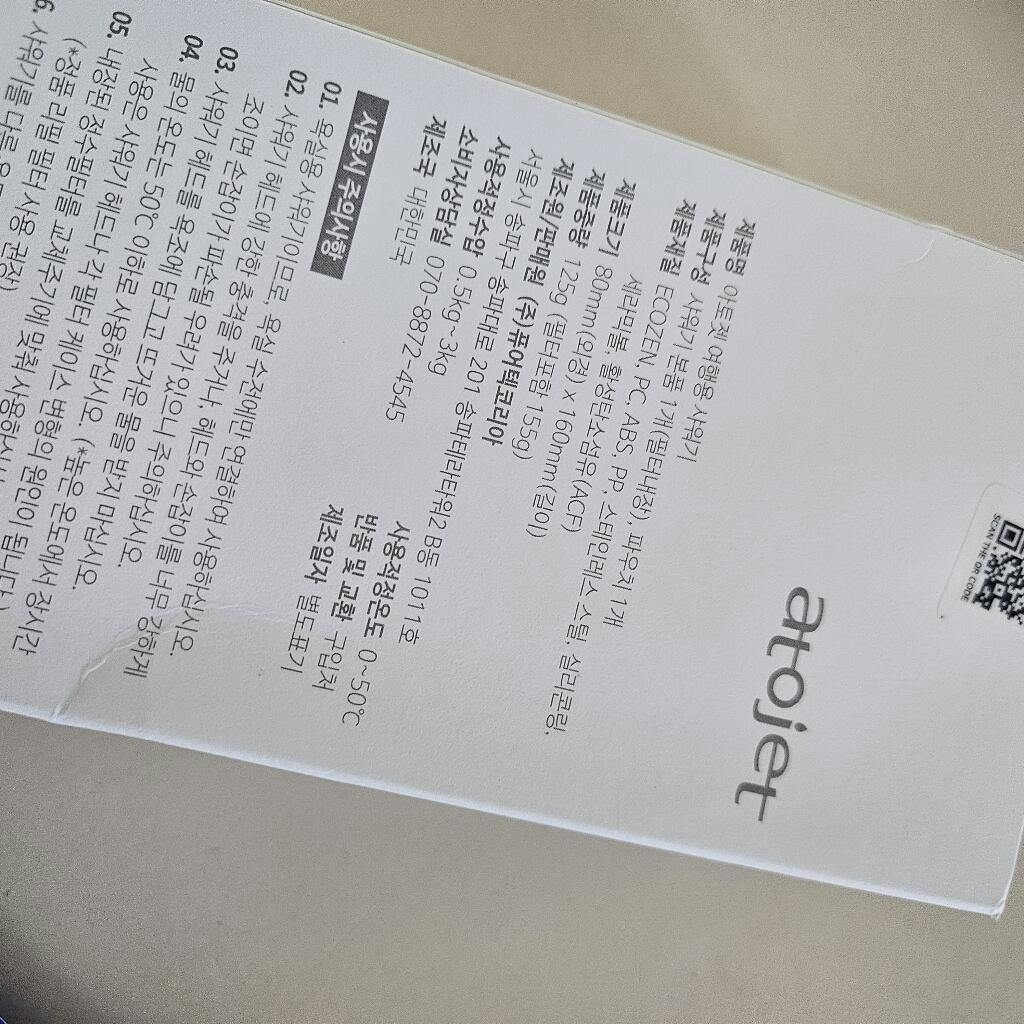 SCAN THE QR CODE
atojet
제품명 아토젯 여행용 샤워기
제품구성 샤워기 본품 1개(필터내장), 파우치 1개
제품재질 ECOZEN, PC, ABS, PP, 스테인레스 스틸, 실리콘링,
세라믹볼, 활성탄소섬유(ACF)
제품크기 80mm(외경) x 160mm(길이)
제품중량 125g (필터포함 155g)
제조원/판매원 (주)퓨어텍코리아
서울시 송파구 송파대로 201 송파테라타워2 B동 1011호
사용적정수압 0.5kg ~ 3kg 사용적정온도 0~50℃
소비자상담실 070-8872-4545 반품 및 교환 구입처
제조국 대한민국 제조일자 별도표기
사용시 주의사항
01. 욕실용 샤워기이므로, 욕실 수전에만 연결하여 사용하십시오.
02. 샤워기 헤드에 강한 충격을 주거나, 헤드와 손잡이를 너무 강하게
조이면 손잡이가 파손될 우려가 있으니 주의하십시오.
03. 샤워기 헤드를 욕조에 담그고 뜨거운 물을 받지 마십시오.
04. 물의 온도는 50℃ 이하로 사용하십시오. (*높은 온도에서 장시간
사용은 샤워기 헤드나 각 필터 케이스 변형의 원인이 됩니다.)
05. 내장된 정수필터를 교체주기에 맞춰 사용하십시오.
(*정품 리필 필터 사용 권장)
6. 샤워기를 다른